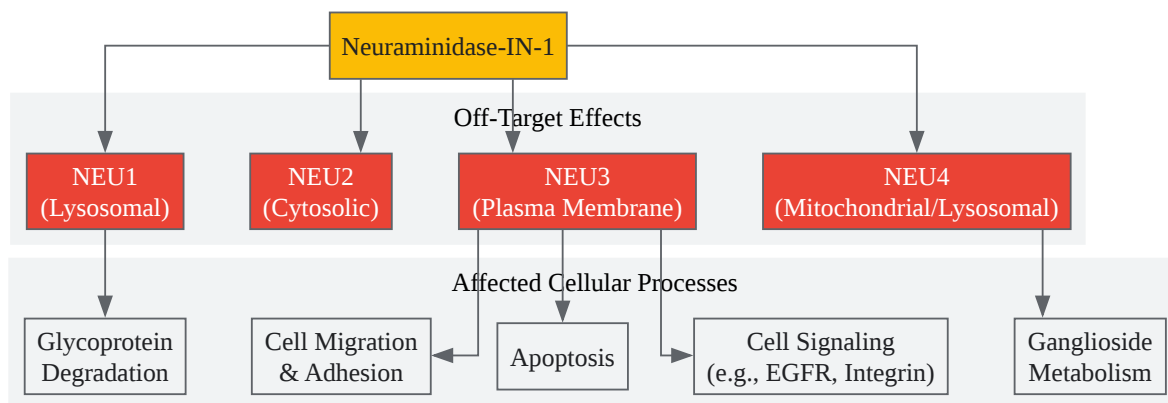 Neuraminidase-IN-1
Off-Target Effects
NEU1
(Lysosomal)
NEU2
(Cytosolic)
NEU3
(Plasma Membrane)
NEU4
(Mitochondrial/Lysosomal)
Affected Cellular Processes
Glycoprotein
Degradation
Cell Migration
& Adhesion
Apoptosis
Cell Signaling
(e.g., EGFR, Integrin)
Ganglioside
Metabolism